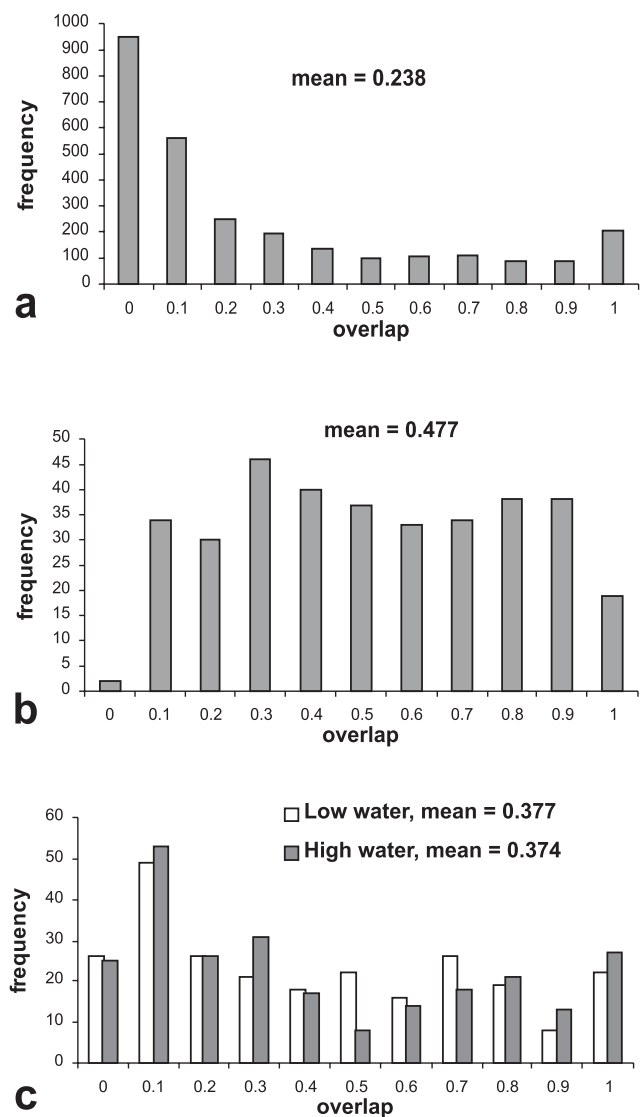 1000
900
800
700
600
500
400
300
200
100
0
frequency
mean = 0.238
0 0.1 0.2 0.3 0.4 0.5 0.6 0.7 0.8 0.9 1
overlap
a
mean = 0.477
50
45
40
35
30
25
20
15
10
5
0
frequency
0 0.1 0.2 0.3 0.4 0.5 0.6 0.7 0.8 0.9 1
overlap
b
Low water, mean = 0.377
High water, mean = 0.374
60
50
40
30
20
10
0
frequency
0 0.1 0.2 0.3 0.4 0.5 0.6 0.7 0.8 0.9 1
overlap
c